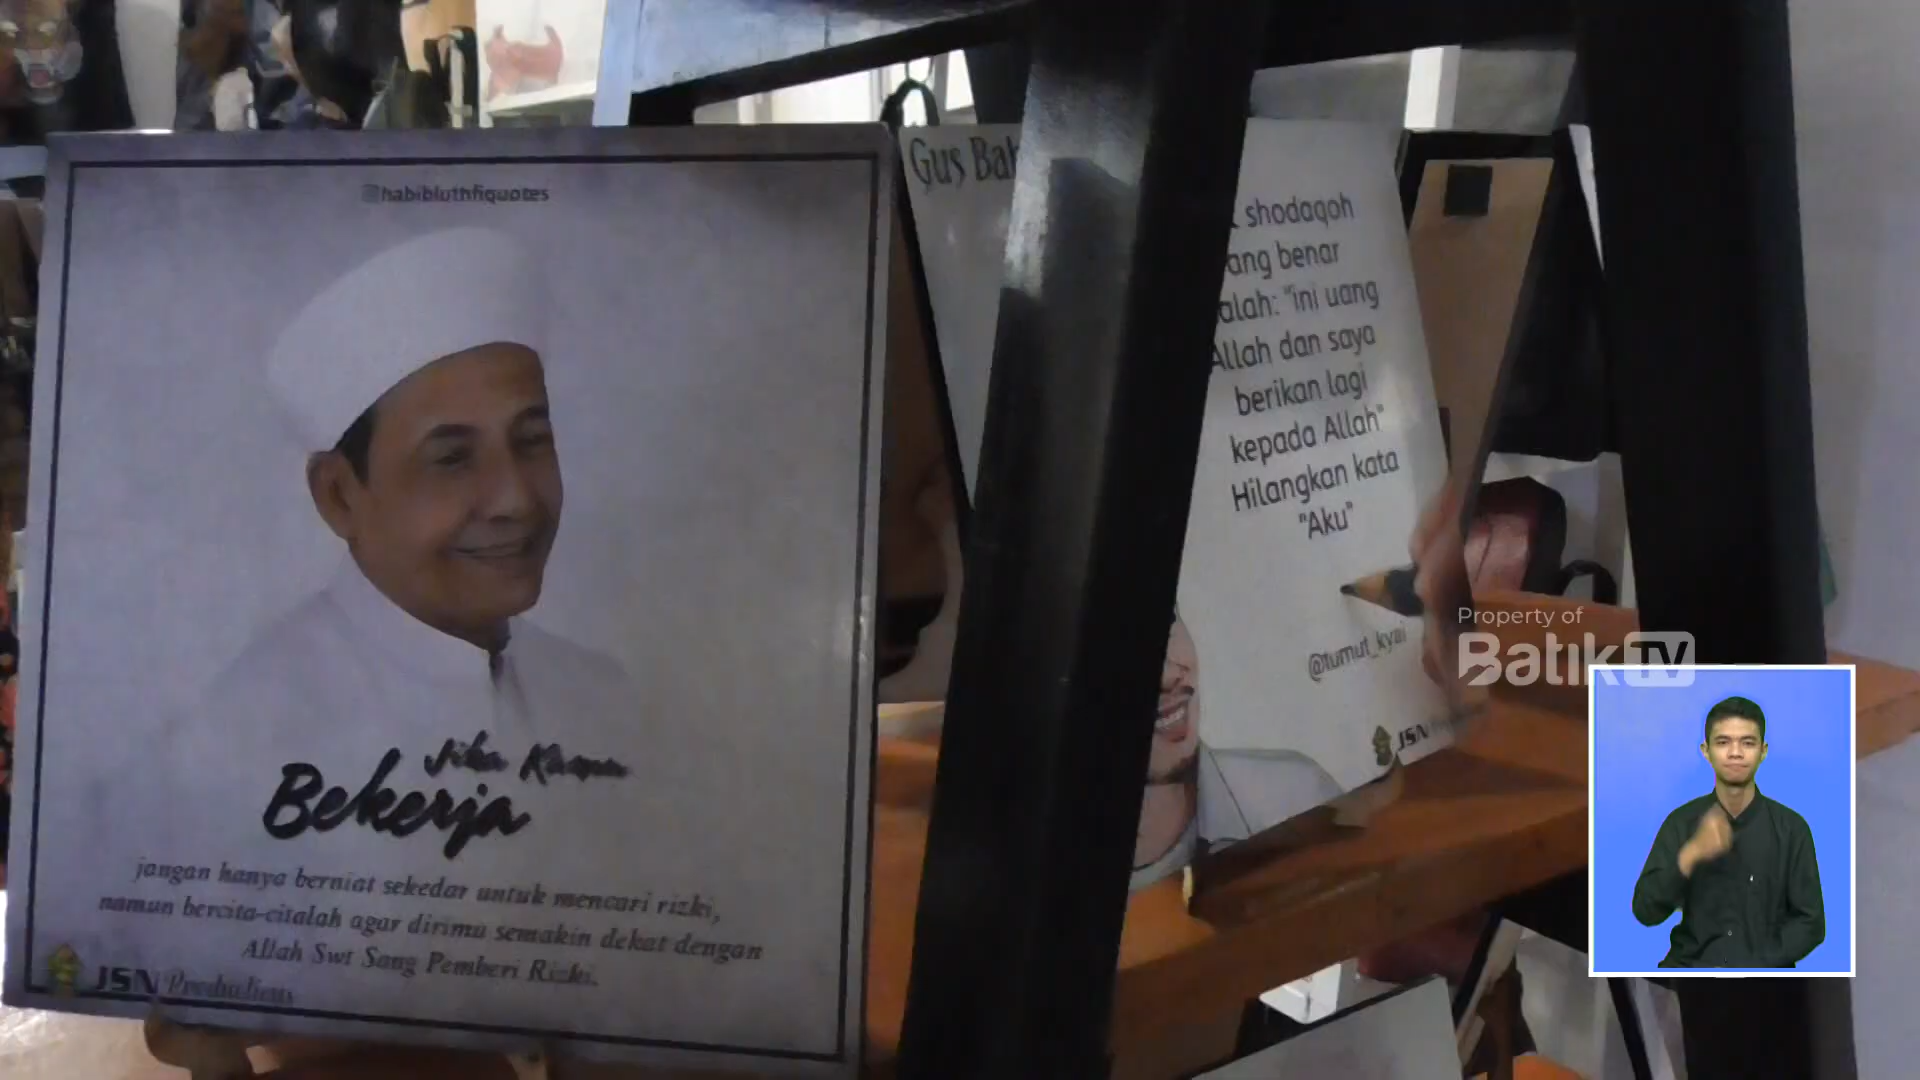 @habibluthfiquotes
Jika Kamu
Bekerja
jangan hanya berniat sekedar untuk mencari rizki,
namun bercita-citalah agar dirimu semakin dekat dengan
Allah Swt Sang Pemberi Rizki.
JSN Production
Gus Bah
shodaqoh
ang benar
alah: "ini uang
Allah dan saya
berikan lagi
kepada Allah"
Hilangkan kata
"Aku"
@tumut_kyai
JSN
Property of
BatikTV